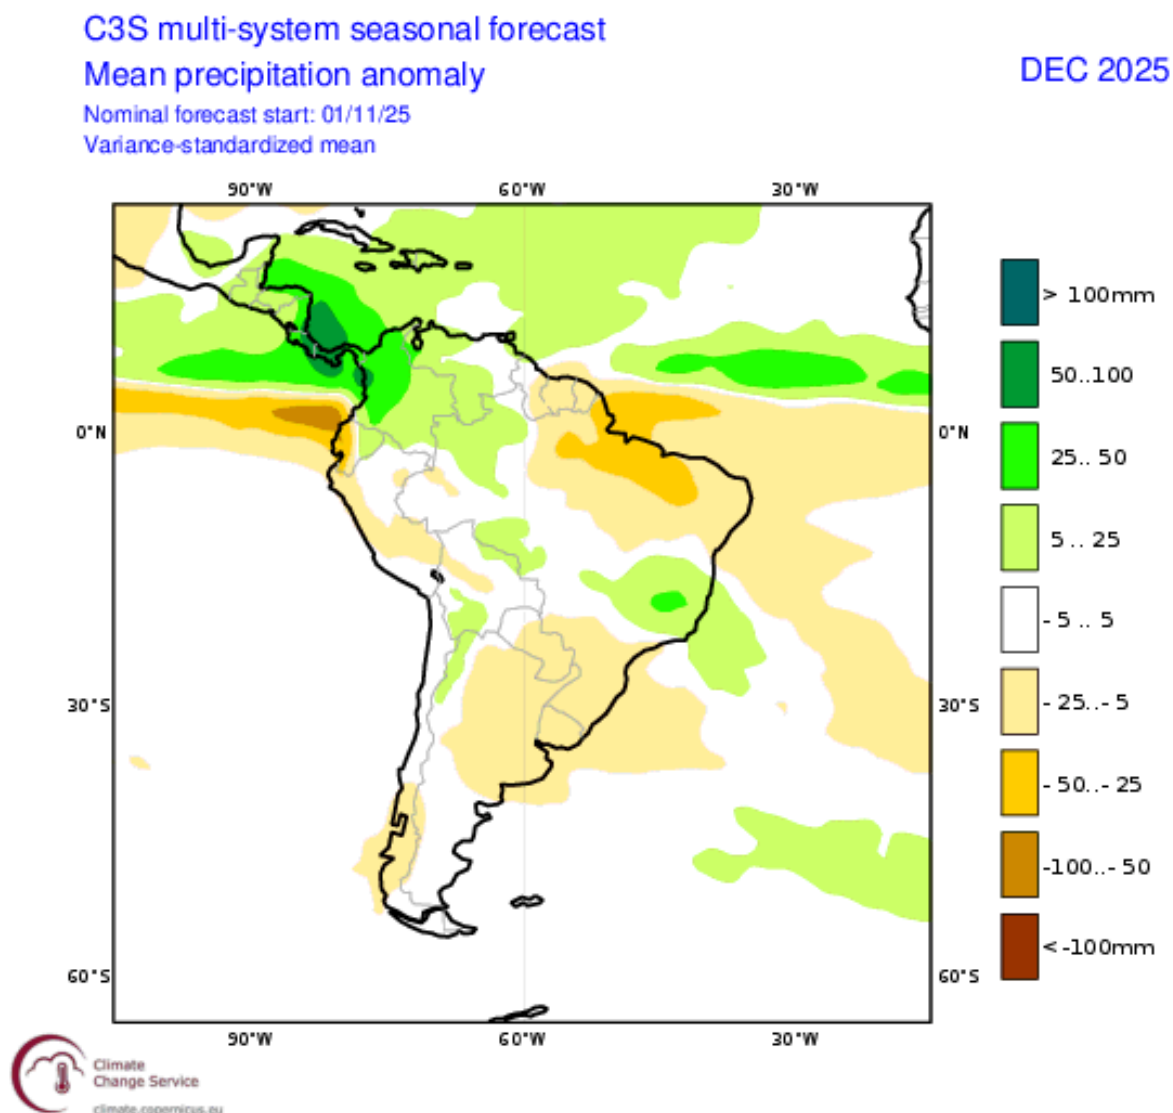 C3S multi-system seasonal forecast
Mean precipitation anomaly
DEC 2025
Nominal forecast start: 01/11/25
Variance-standardized mean
90°W 60°W 30°W
> 100mm
50..100
25.. 50
5 .. 25
- 5 .. 5
- 25..- 5
- 50..- 25
-100..- 50
< -100mm
0°N 0°N
30°S 30°S
60°S 60°S
90°W 60°W 30°W
Climate
Change Service
climate.copernicus.eu